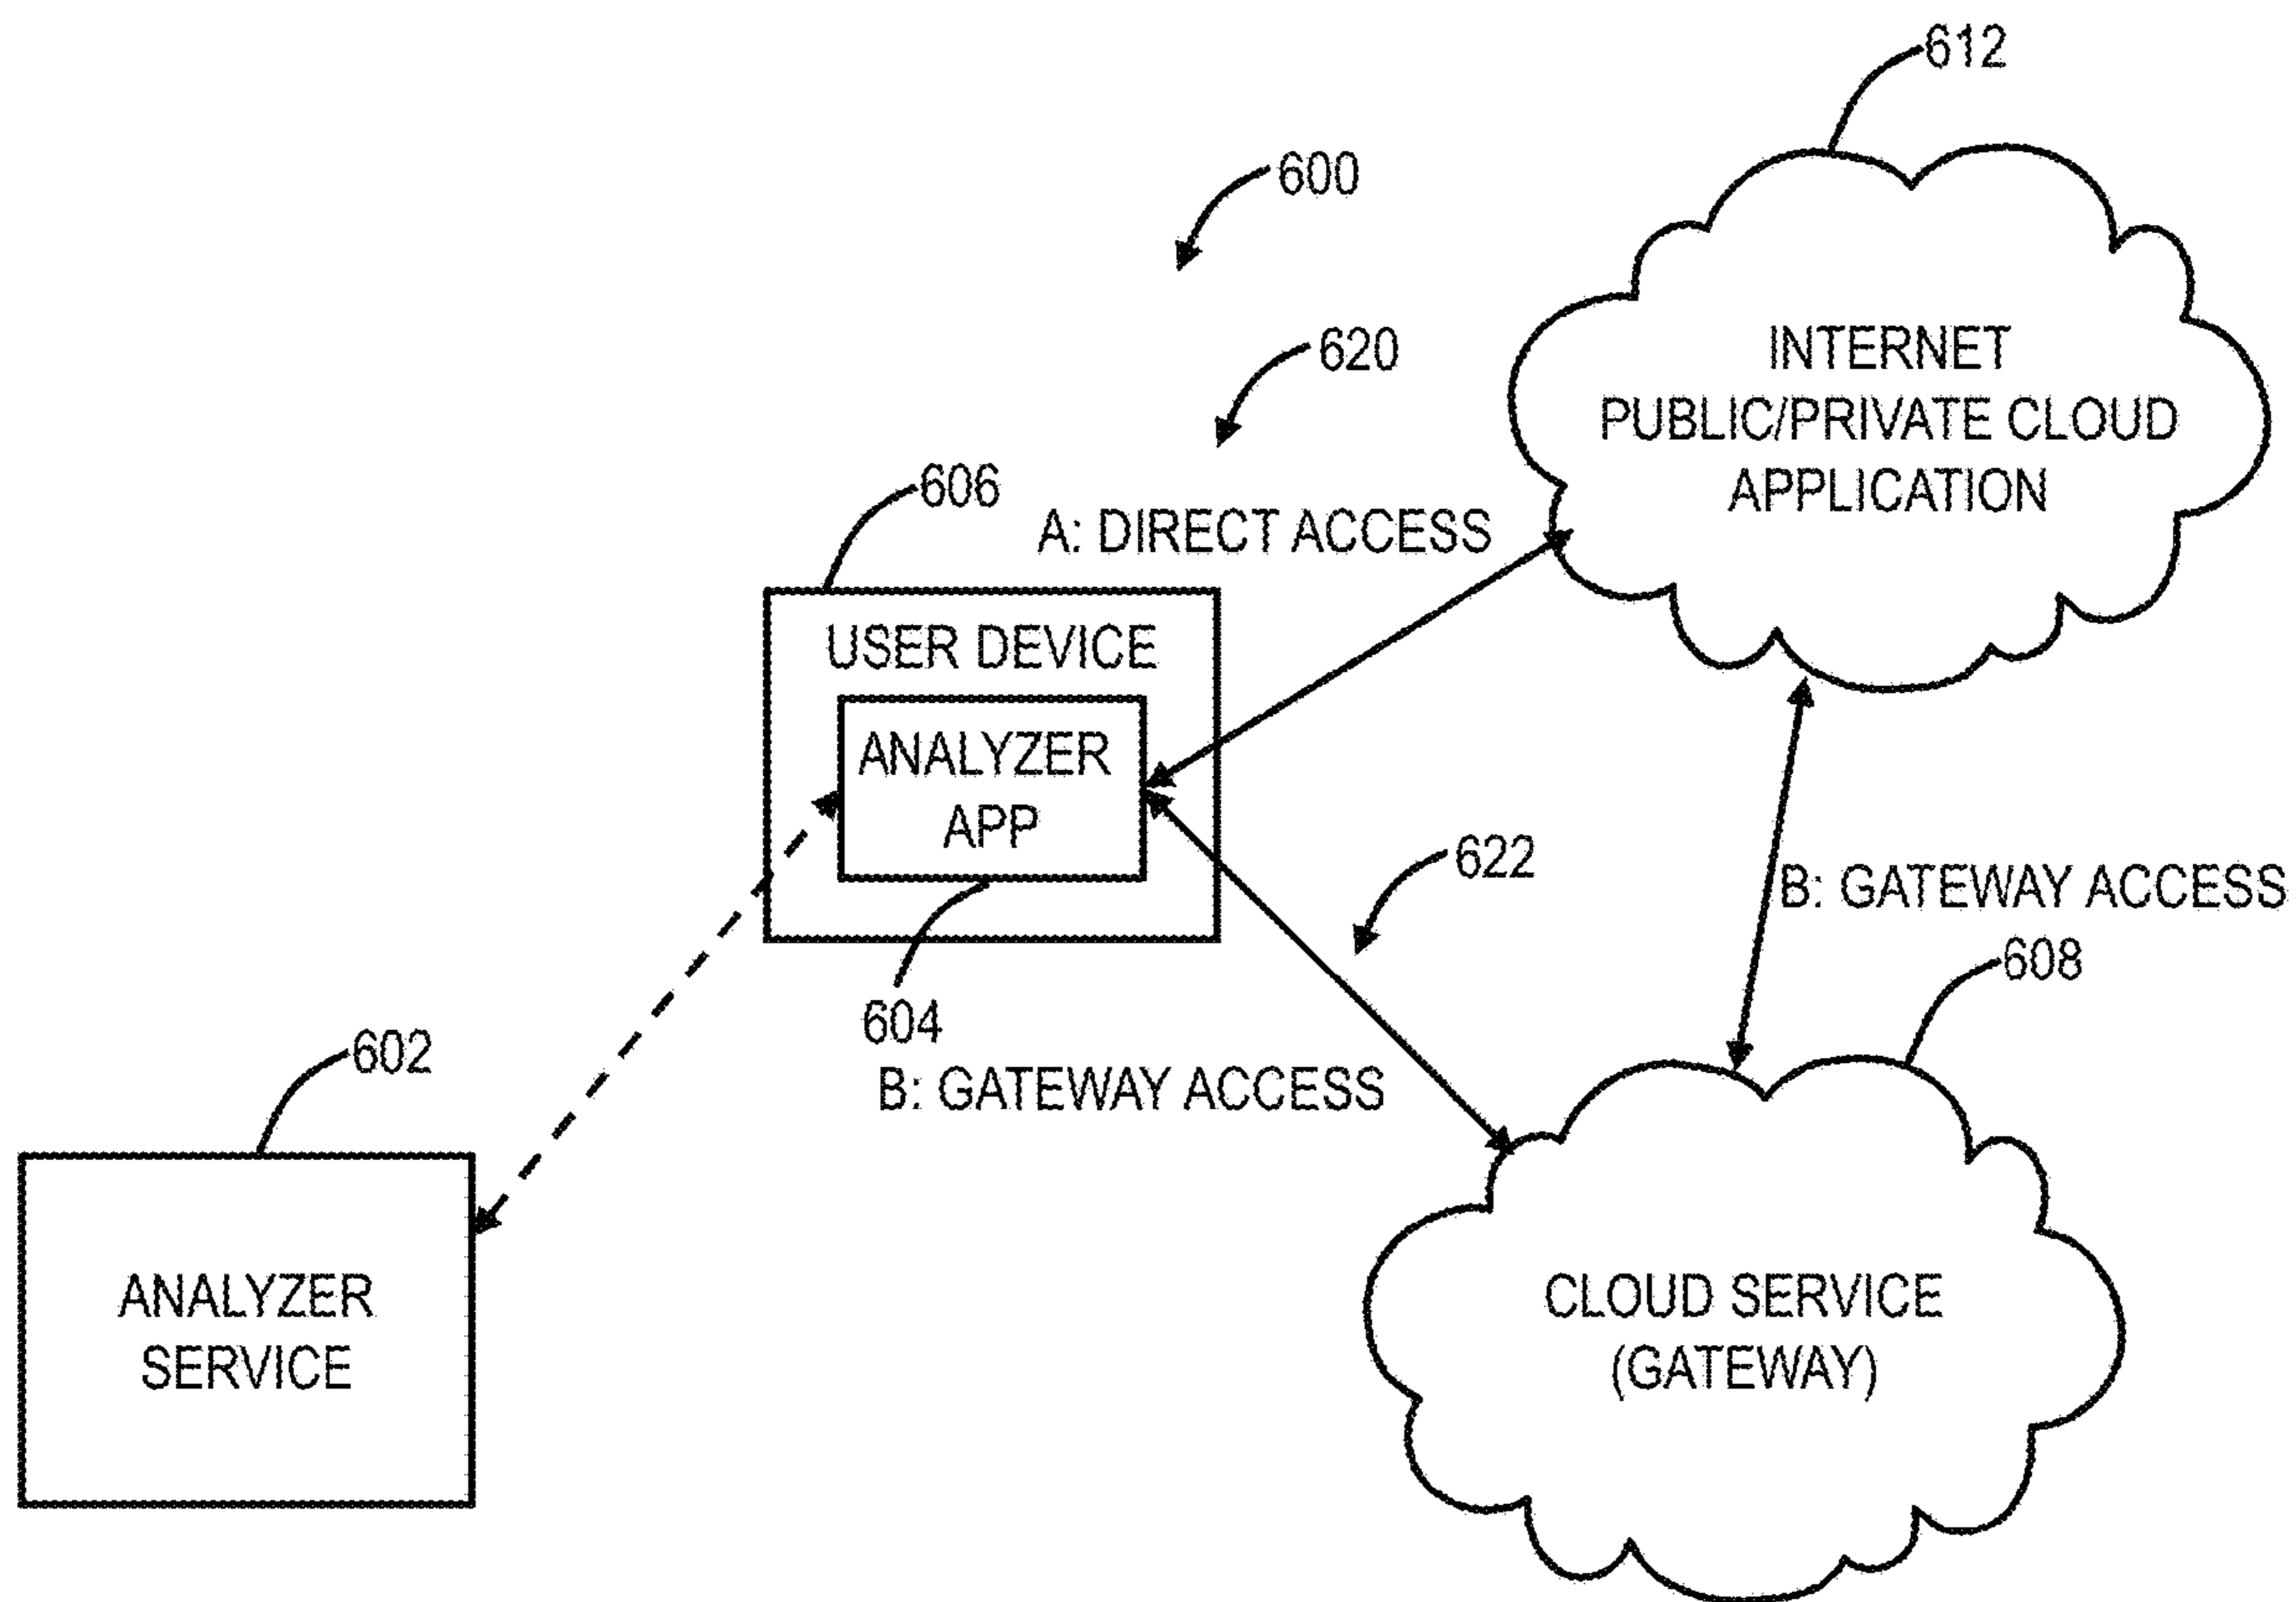 612
600
620
INTERNET
PUBLIC/PRIVATE CLOUD
APPLICATION
606
A: DIRECT ACCESS
USER DEVICE
ANALYZER
APP
622
B: GATEWAY ACCESS
608
604
602
B: GATEWAY ACCESS
ANALYZER
SERVICE
CLOUD SERVICE
(GATEWAY)